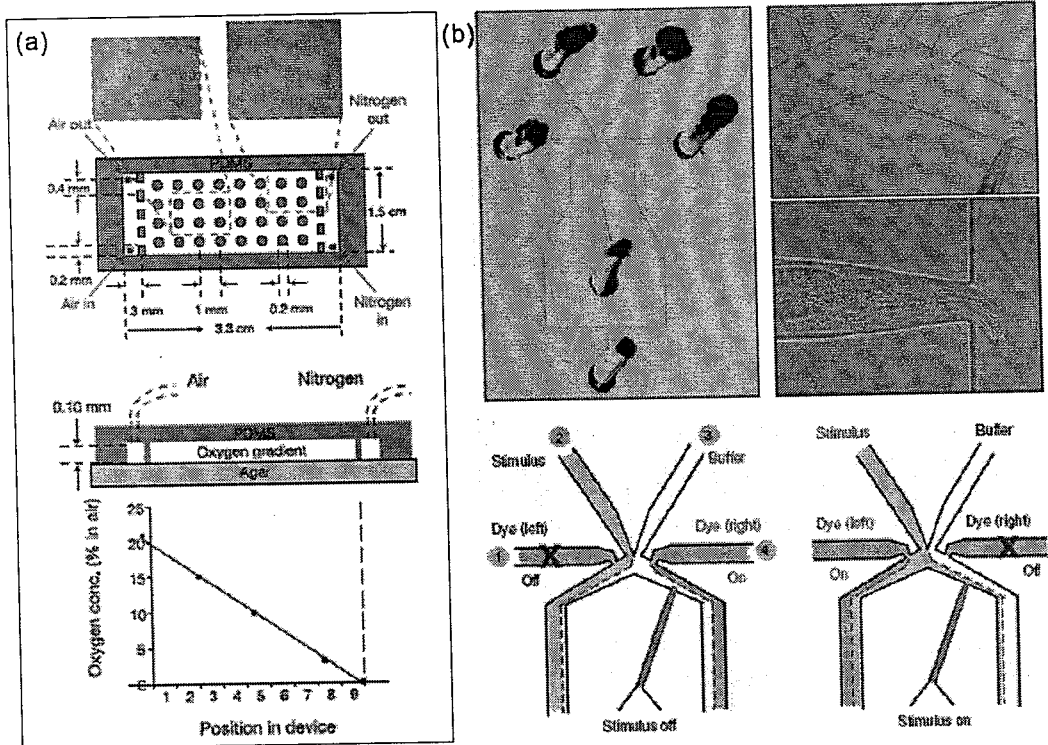 (a)
Air out
Nitrogen out
PDMS
0.4 mm
1.5 cm
0.2 mm
Air in
Nitrogen in
3 mm
1 mm
0.2 mm
3.3 cm
Air
Nitrogen
0.10 mm
PDMS
Oxygen gradient
Agar
Oxygen conc. (% in air)
25
20
15
10
5
0
1 2 3 4 5 6 7 8 9
Position in device
(b)
2
3
Stimulus
Buffer
Dye (left)
Dye (right)
1
X
4
Off
On
Stimulus off
Stimulus
Buffer
Dye (left)
Dye (right)
X
On
Off
Stimulus on